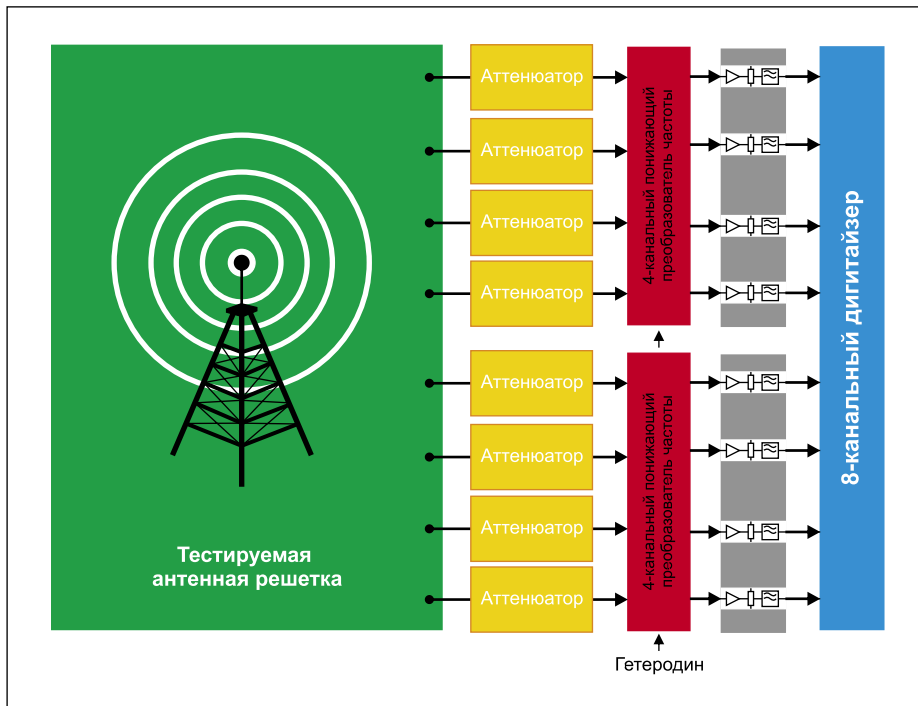 Тестируемая
антенная решетка
Аттенюатор
Аттенюатор
Аттенюатор
Аттенюатор
Аттенюатор
Аттенюатор
Аттенюатор
Аттенюатор
4-канальный понижающий
преобразователь частоты
4-канальный понижающий
преобразователь частоты
Гетеродин
8-канальный дигитайзер